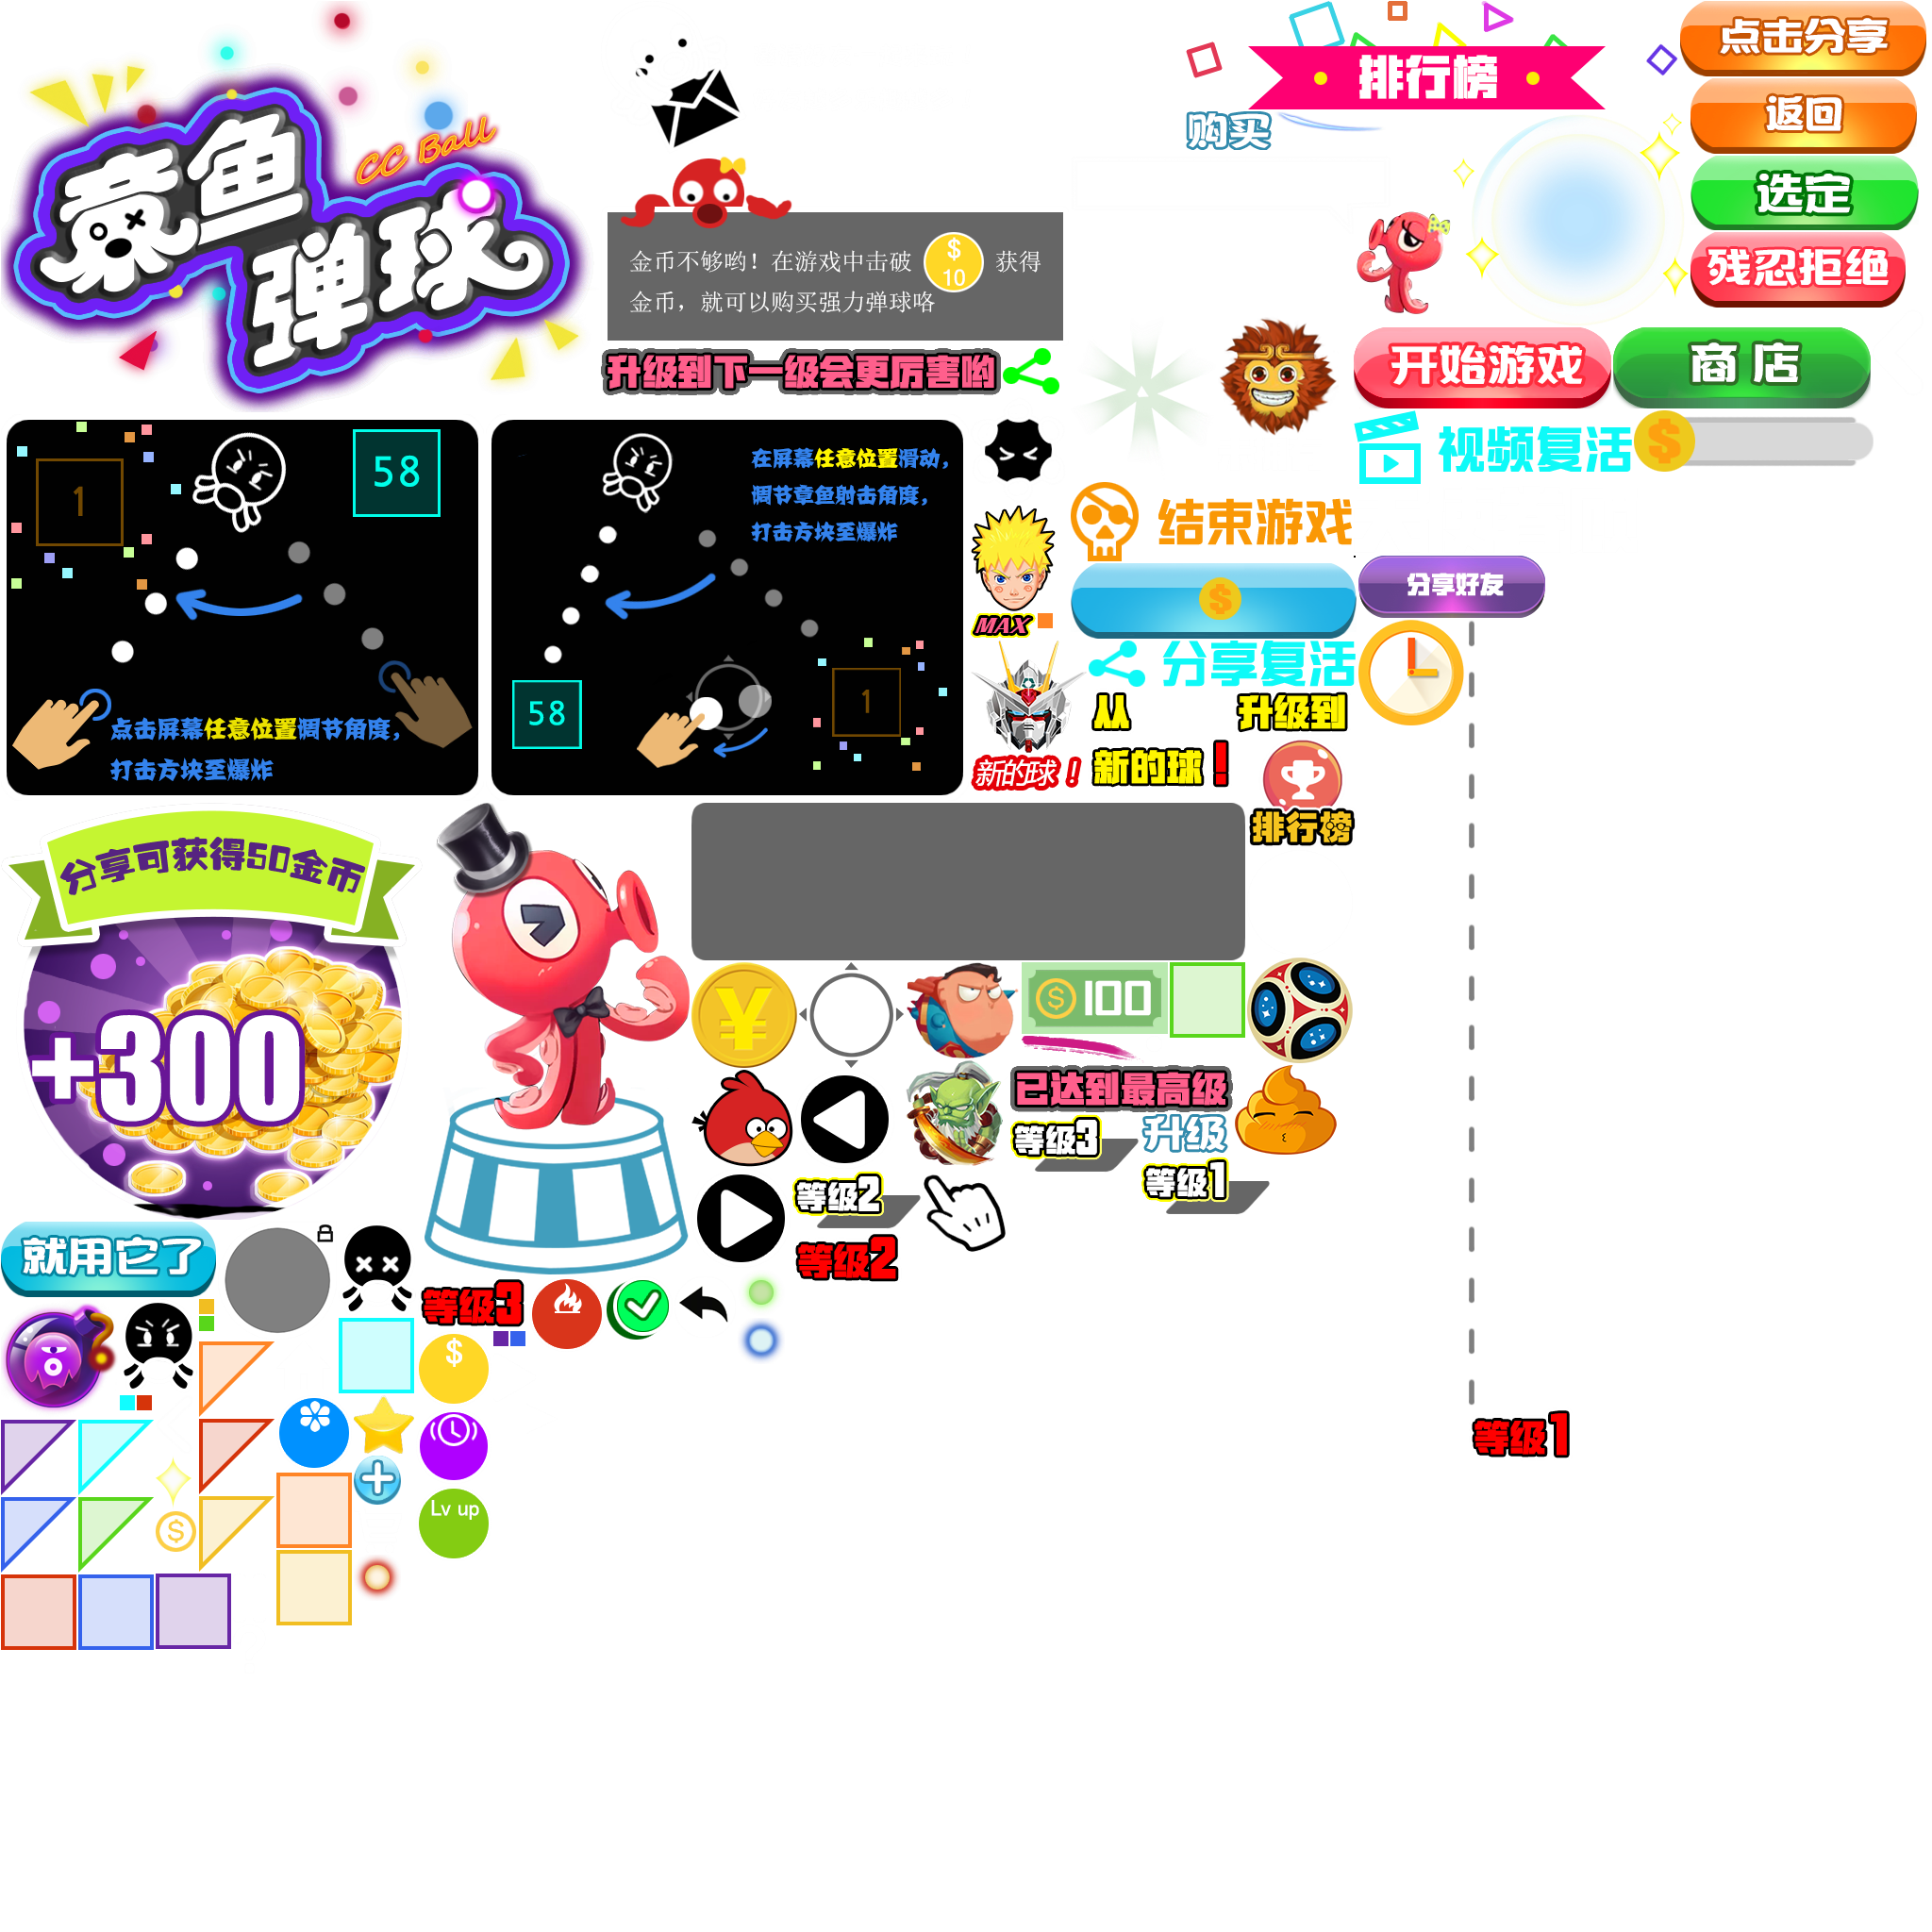 章鱼
弹球
CC Ball
排行榜
购买
点击分享
返回
选定
残忍拒绝
金币不够哟！在游戏中击破 $ 10 获得
金币，就可以购买强力弹球咯
升级到下一级会更厉害哟
开始游戏
商 店
视频复活
$
1
58
点击屏幕任意位置调节角度，
打击方块至爆炸
在屏幕任意位置滑动，
调节章鱼射击角度，
打击方块至爆炸
58
1
结束游戏
$
分享好友
MAX
分享复活
从
升级到
新的球！
新的球！
排行榜
分享可获得50金币
+300
¥
$ 100
已达到最高级
等级3
升级
等级1
等级2
等级2
就用它了
等级3
$
Lv up
$
等级1